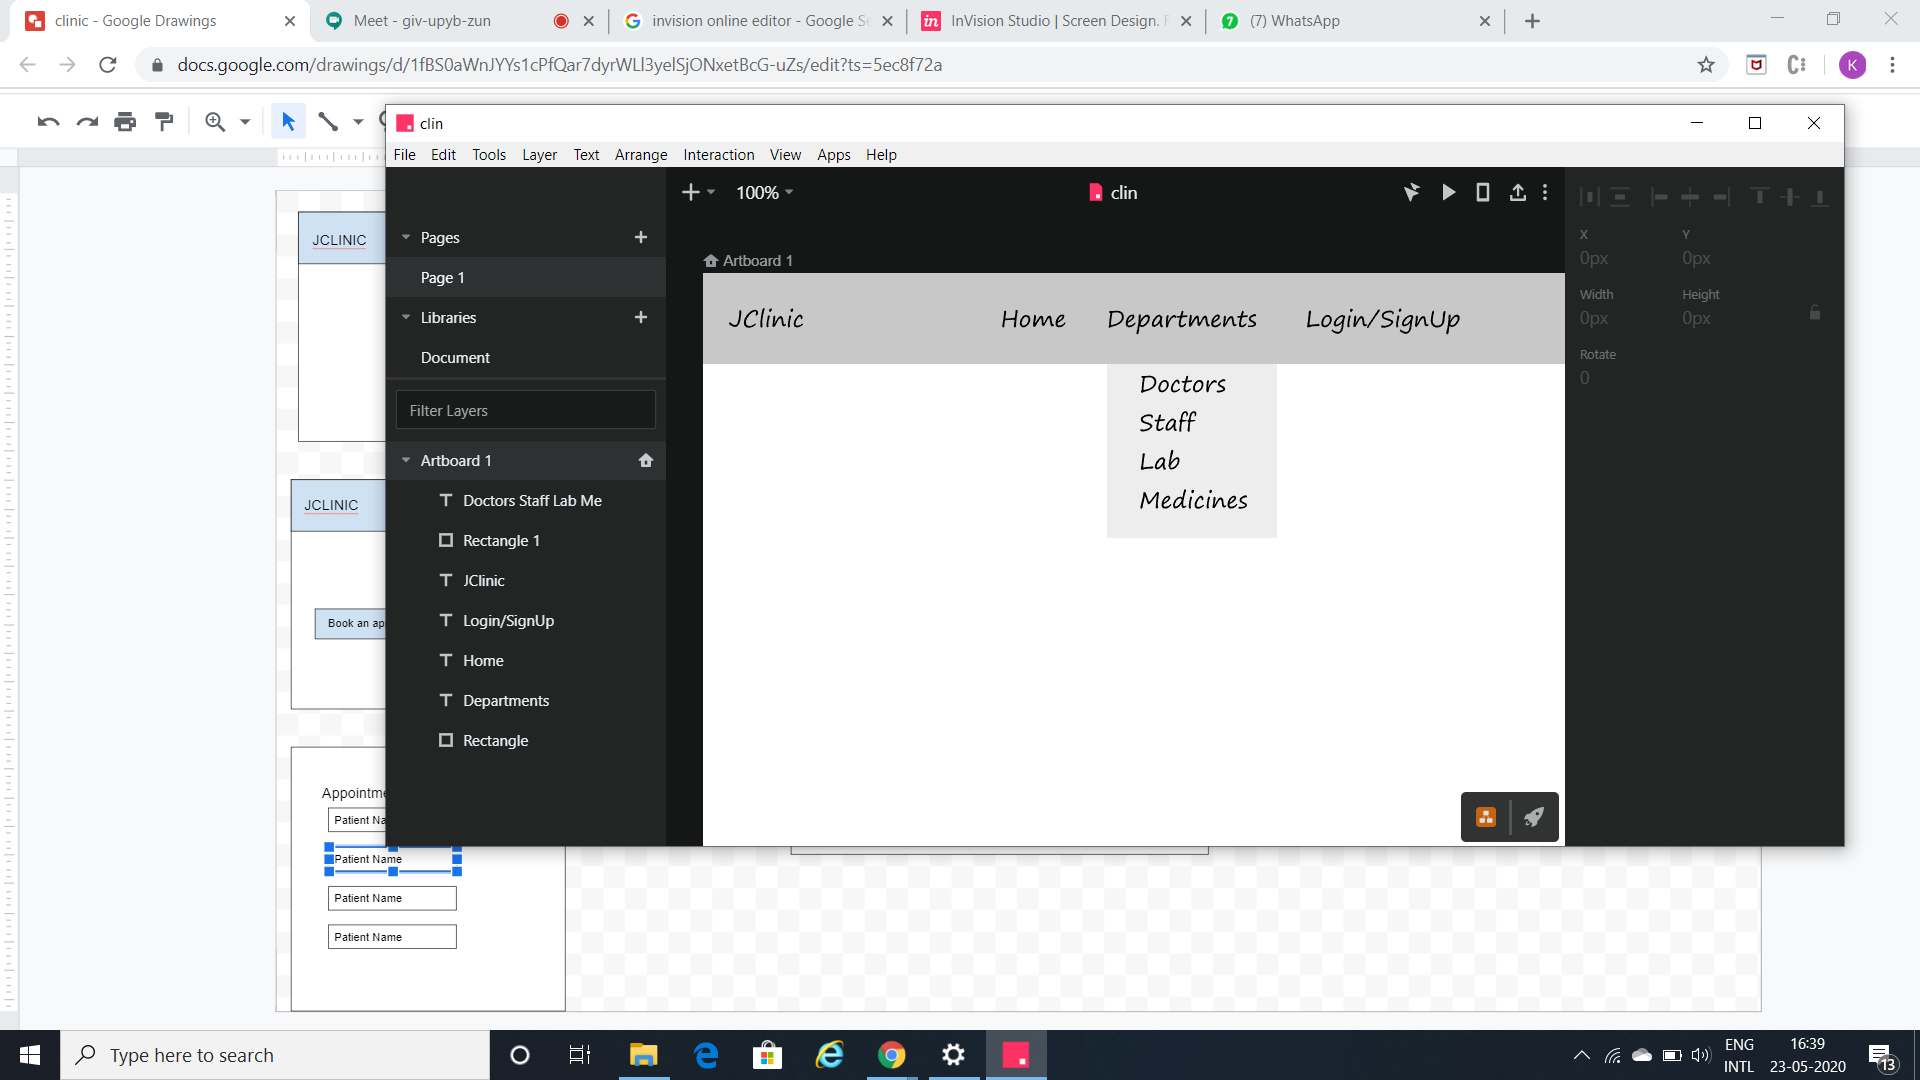 clinic - Google Drawings
Meet - giv-upyb-zun
invision online editor - Google Se
InVision Studio | Screen Design.
(7) WhatsApp
docs.google.com/drawings/d/1fBS0aWnJYYs1cPfQar7dyrWLl3yelSjONxetBcG-uZs/edit?ts=5ec8f72a
K
clin
File Edit Tools Layer Text Arrange Interaction View Apps Help
100%
clin
Pages
Page 1
Libraries
Document
Filter Layers
Artboard 1
Doctors Staff Lab Me
Rectangle 1
JClinic
Login/SignUp
Home
Departments
Rectangle
Artboard 1
JClinic Home Departments Login/SignUp
Doctors
Staff
Lab
Medicines
X Y
0px 0px
Width Height
0px 0px
Rotate
0
JCLINIC
JCLINIC
Book an ap
Appointme
Patient Na
Patient Name
Patient Name
Patient Name
Type here to search
ENG
INTL
16:39
23-05-2020
13